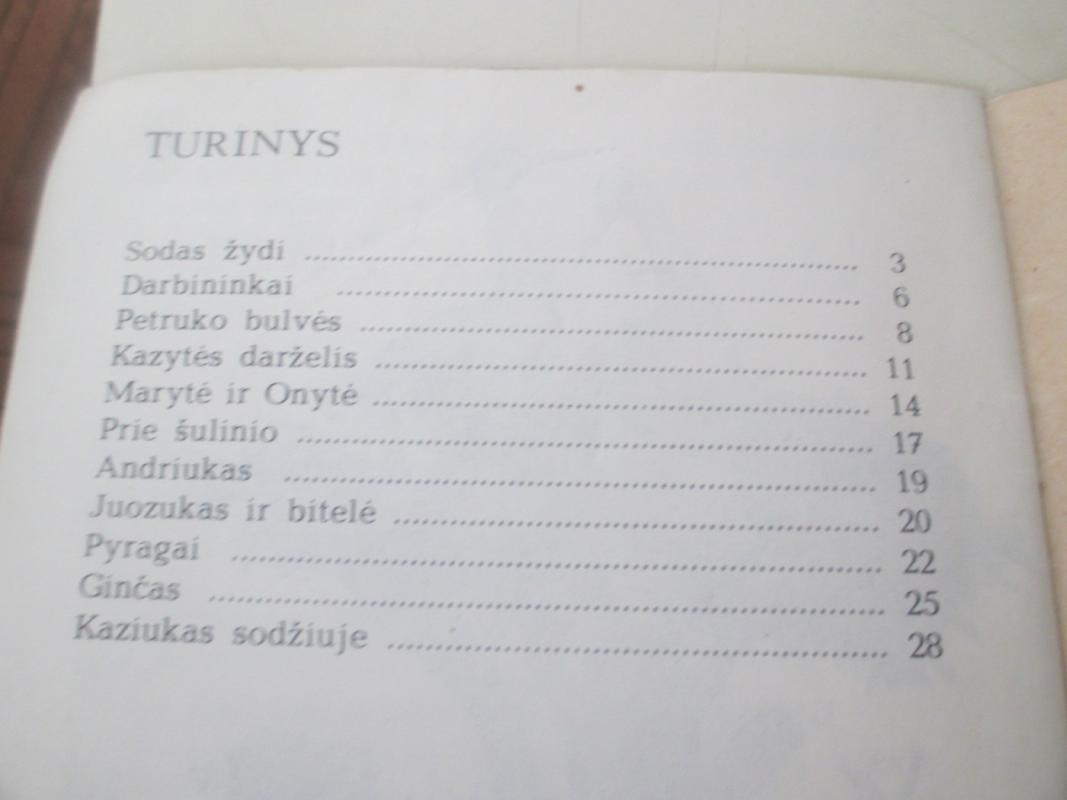 TURINYS
Sodas žydi ........ 3
Darbininkai ........ 6
Petruko bulvės ........ 8
Kazytės darželis ........ 11
Marytė ir Onytė ........ 14
Prie šulinio ........ 17
Andriukas ........ 19
Juozukas ir bitelė ........ 20
Pyragai ........ 22
Ginčas ........ 25
Kaziukas sodžiuje ........ 28